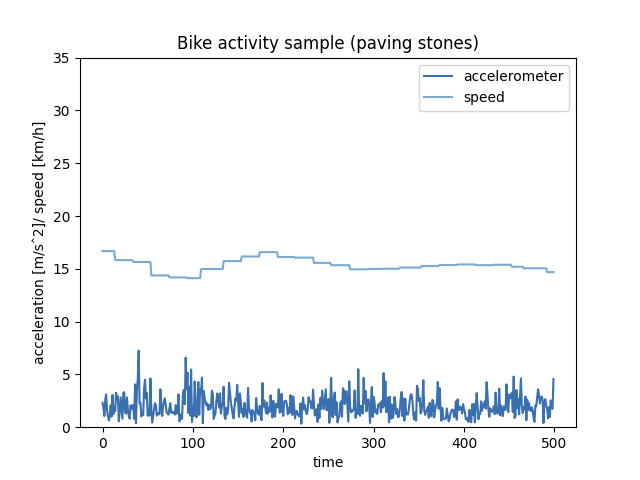 Bike activity sample (paving stones)
accelerometer
speed
35
30
25
20
15
10
5
0
acceleration [m/s^2]/ speed [km/h]
0 100 200 300 400 500
time